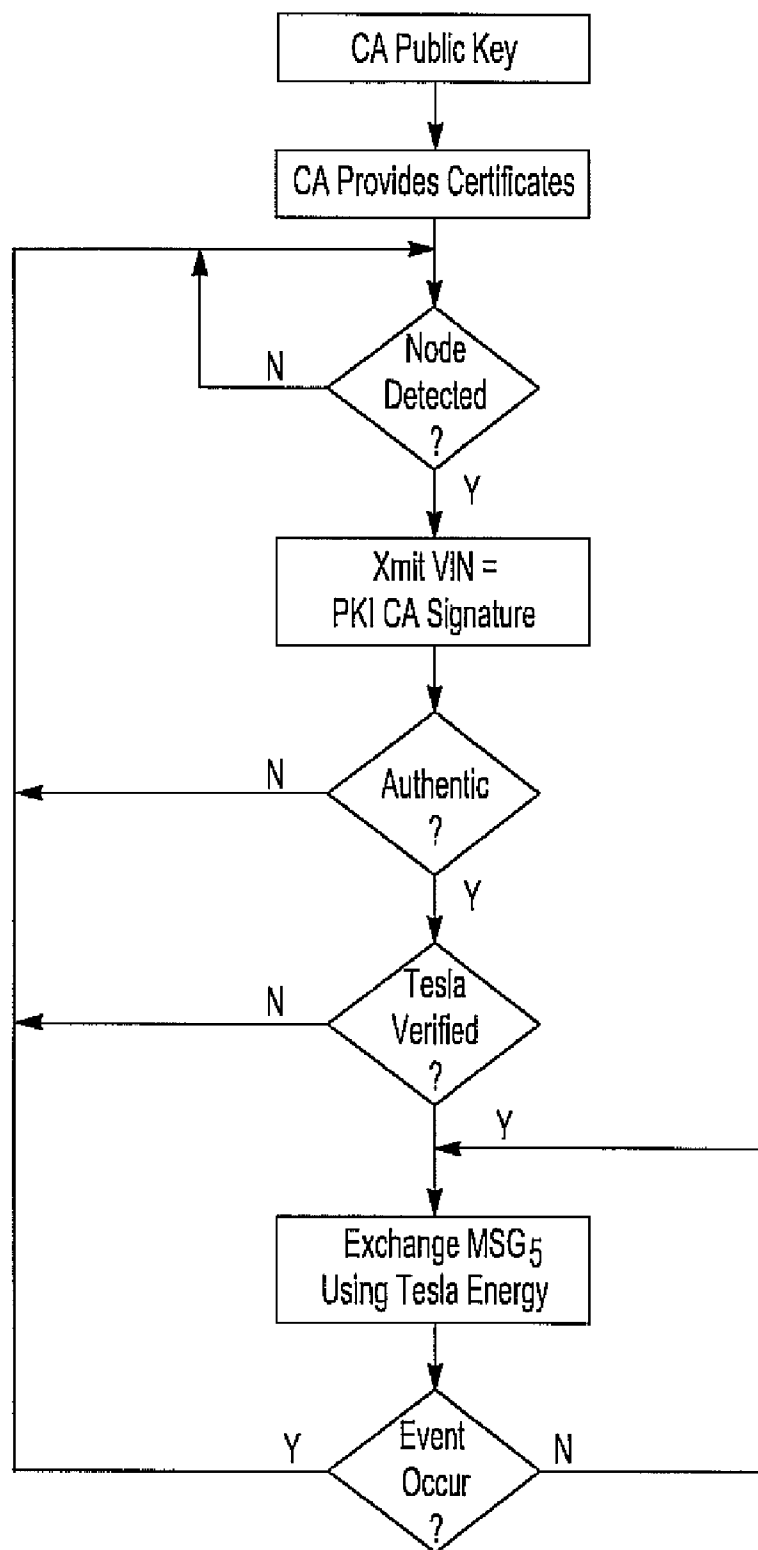 CA Public Key
CA Provides Certificates
Node
Detected
?
N
Y
Xmit VIN =
PKI CA Signature
Authentic
?
N
Y
Tesla
Verified
?
N
Y
Exchange MSG5
Using Tesla Energy
Event
Occur
?
Y
N